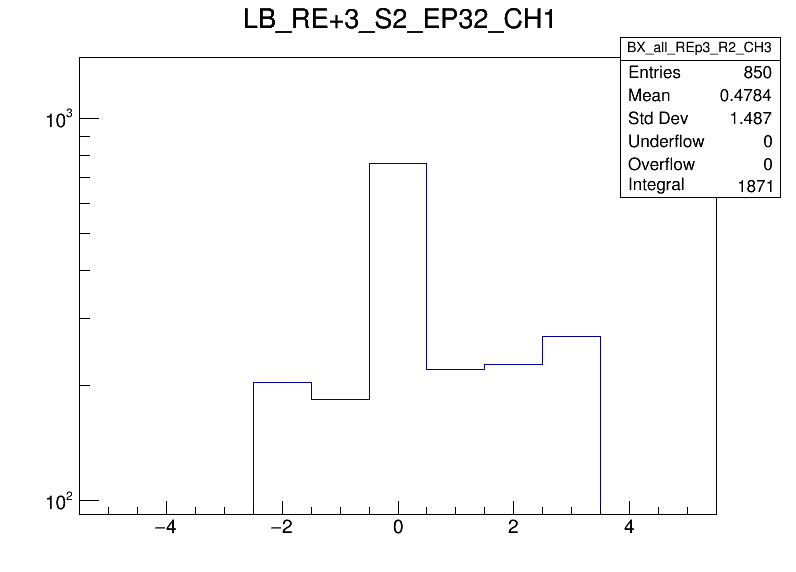 LB_RE+3_S2_EP32_CH1
BX_all_REp3_R2_CH3
Entries 850
Mean 0.4784
Std Dev 1.487
Underflow 0
Overflow 0
Integral 1871
10³
10²
−4 −2 0 2 4